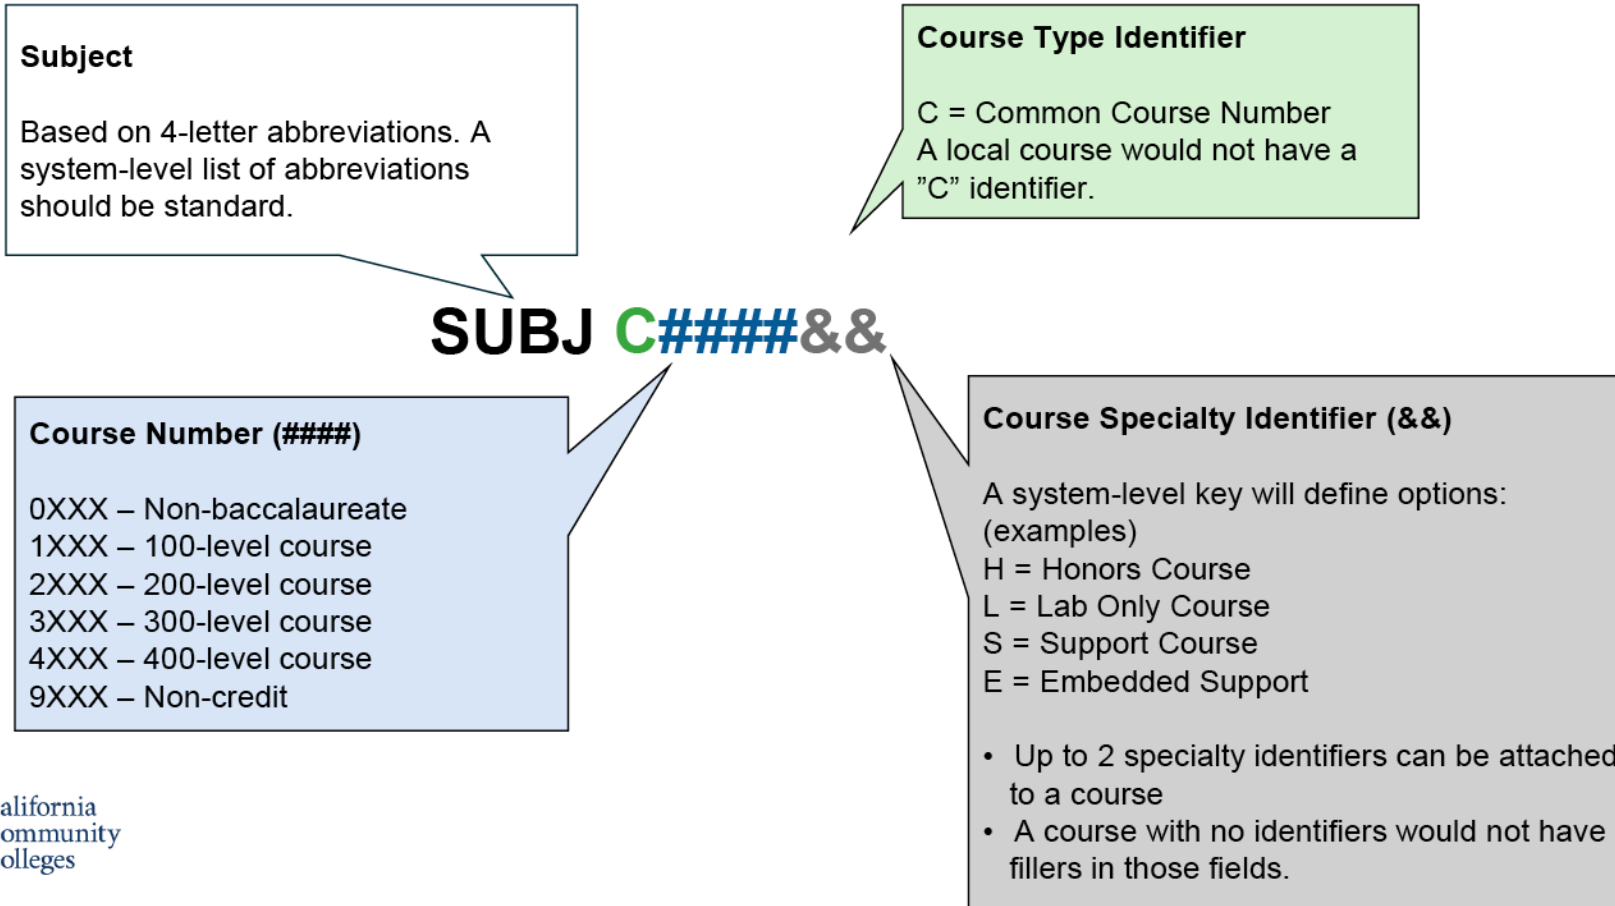 Subject
Based on 4-letter abbreviations. A
system-level list of abbreviations
should be standard.
Course Type Identifier
C = Common Course Number
A local course would not have a
”C” identifier.
SUBJ C####&&
Course Number (####)
0XXX – Non-baccalaureate
1XXX – 100-level course
2XXX – 200-level course
3XXX – 300-level course
4XXX – 400-level course
9XXX – Non-credit
Course Specialty Identifier (&&)
A system-level key will define options:
(examples)
H = Honors Course
L = Lab Only Course
S = Support Course
E = Embedded Support
• Up to 2 specialty identifiers can be attached
to a course
• A course with no identifiers would not have
fillers in those fields.
alifornia
ommunity
olleges